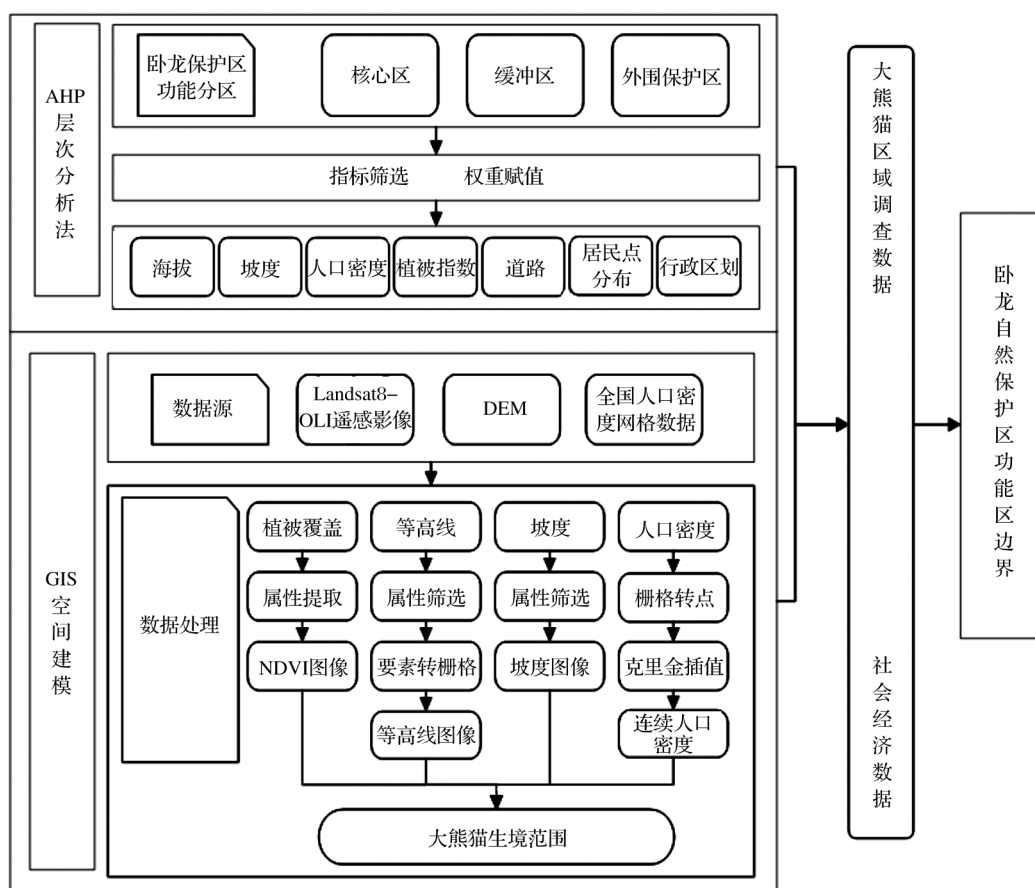 AHP
层
次
分
析
法
卧龙保护区
功能分区
核心区
缓冲区
外围保护区
指标筛选 权重赋值
海拔
坡度
人口密度
植被指数
道路
居民点
分布
行政区划
GIS
空
间
建
模
数据源
Landsat8-
OLI遥感影像
DEM
全国人口密
度网格数据
数据处理
植被覆盖
等高线
坡度
人口密度
属性提取
属性筛选
属性筛选
栅格转点
NDVI图像
要素转栅格
坡度图像
克里金插值
等高线图像
连续人口
密度
大熊猫生境范围
大
熊
猫
区
域
调
查
数
据
社
会
经
济
数
据
卧
龙
自
然
保
护
区
功
能
区
边
界